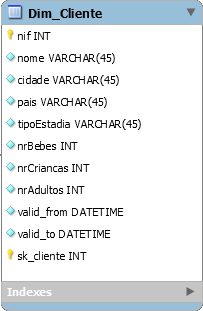 Dim_Cliente
nif INT
nome VARCHAR(45)
cidade VARCHAR(45)
pais VARCHAR(45)
tipoEstadia VARCHAR(45)
nrBebes INT
nrCriancas INT
nrAdultos INT
valid_from DATETIME
valid_to DATETIME
sk_cliente INT
Indexes